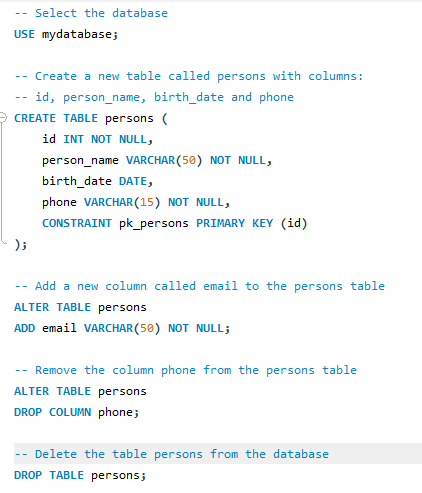 -- Select the database
USE mydatabase;
-- Create a new table called persons with columns:
-- id, person_name, birth_date and phone
CREATE TABLE persons (
    id INT NOT NULL,
    person_name VARCHAR(50) NOT NULL,
    birth_date DATE,
    phone VARCHAR(15) NOT NULL,
    CONSTRAINT pk_persons PRIMARY KEY (id)
);
-- Add a new column called email to the persons table
ALTER TABLE persons
ADD email VARCHAR(50) NOT NULL;
-- Remove the column phone from the persons table
ALTER TABLE persons
DROP COLUMN phone;
-- Delete the table persons from the database
DROP TABLE persons;